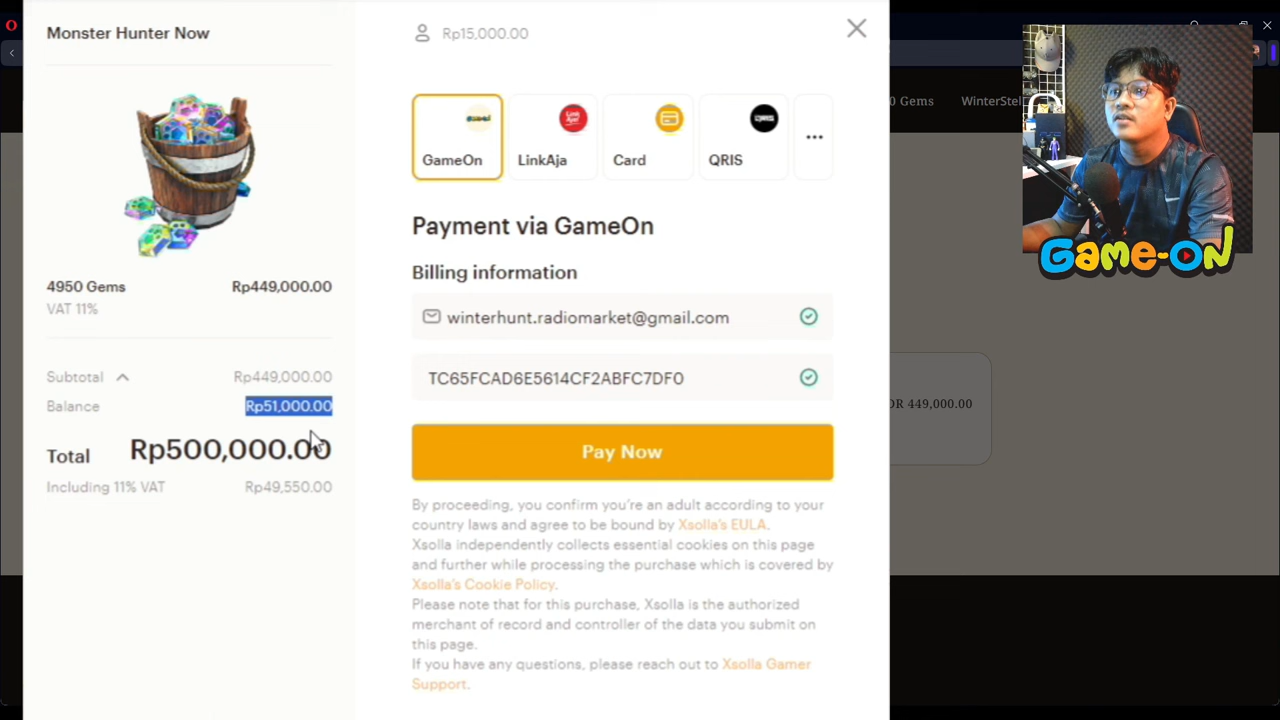 Monster Hunter Now
4950 Gems Rp449,000.00
VAT 11%
Subtotal Rp449,000.00
Balance Rp51,000.00
Total Rp500,000.00
Including 11% VAT Rp49,550.00
Rp15,000.00
GameOn
LinkAja
Card
QRIS
Payment via GameOn
Billing information
winterhunt.radiomarket@gmail.com
TC65FCAD6E5614CF2ABFC7DF0
Pay Now
By proceeding, you confirm you're an adult according to your
country laws and agree to be bound by Xsolla's EULA.
Xsolla independently collects essential cookies on this page
and further while processing the purchase which is covered by
Xsolla's Cookie Policy.
Please note that for this purchase, Xsolla is the authorized
merchant of record and controller of the data you submit on
this page.
If you have any questions, please reach out to Xsolla Gamer
Support.
0 Gems WinterStel
GAME-ON
OR 449,000.00